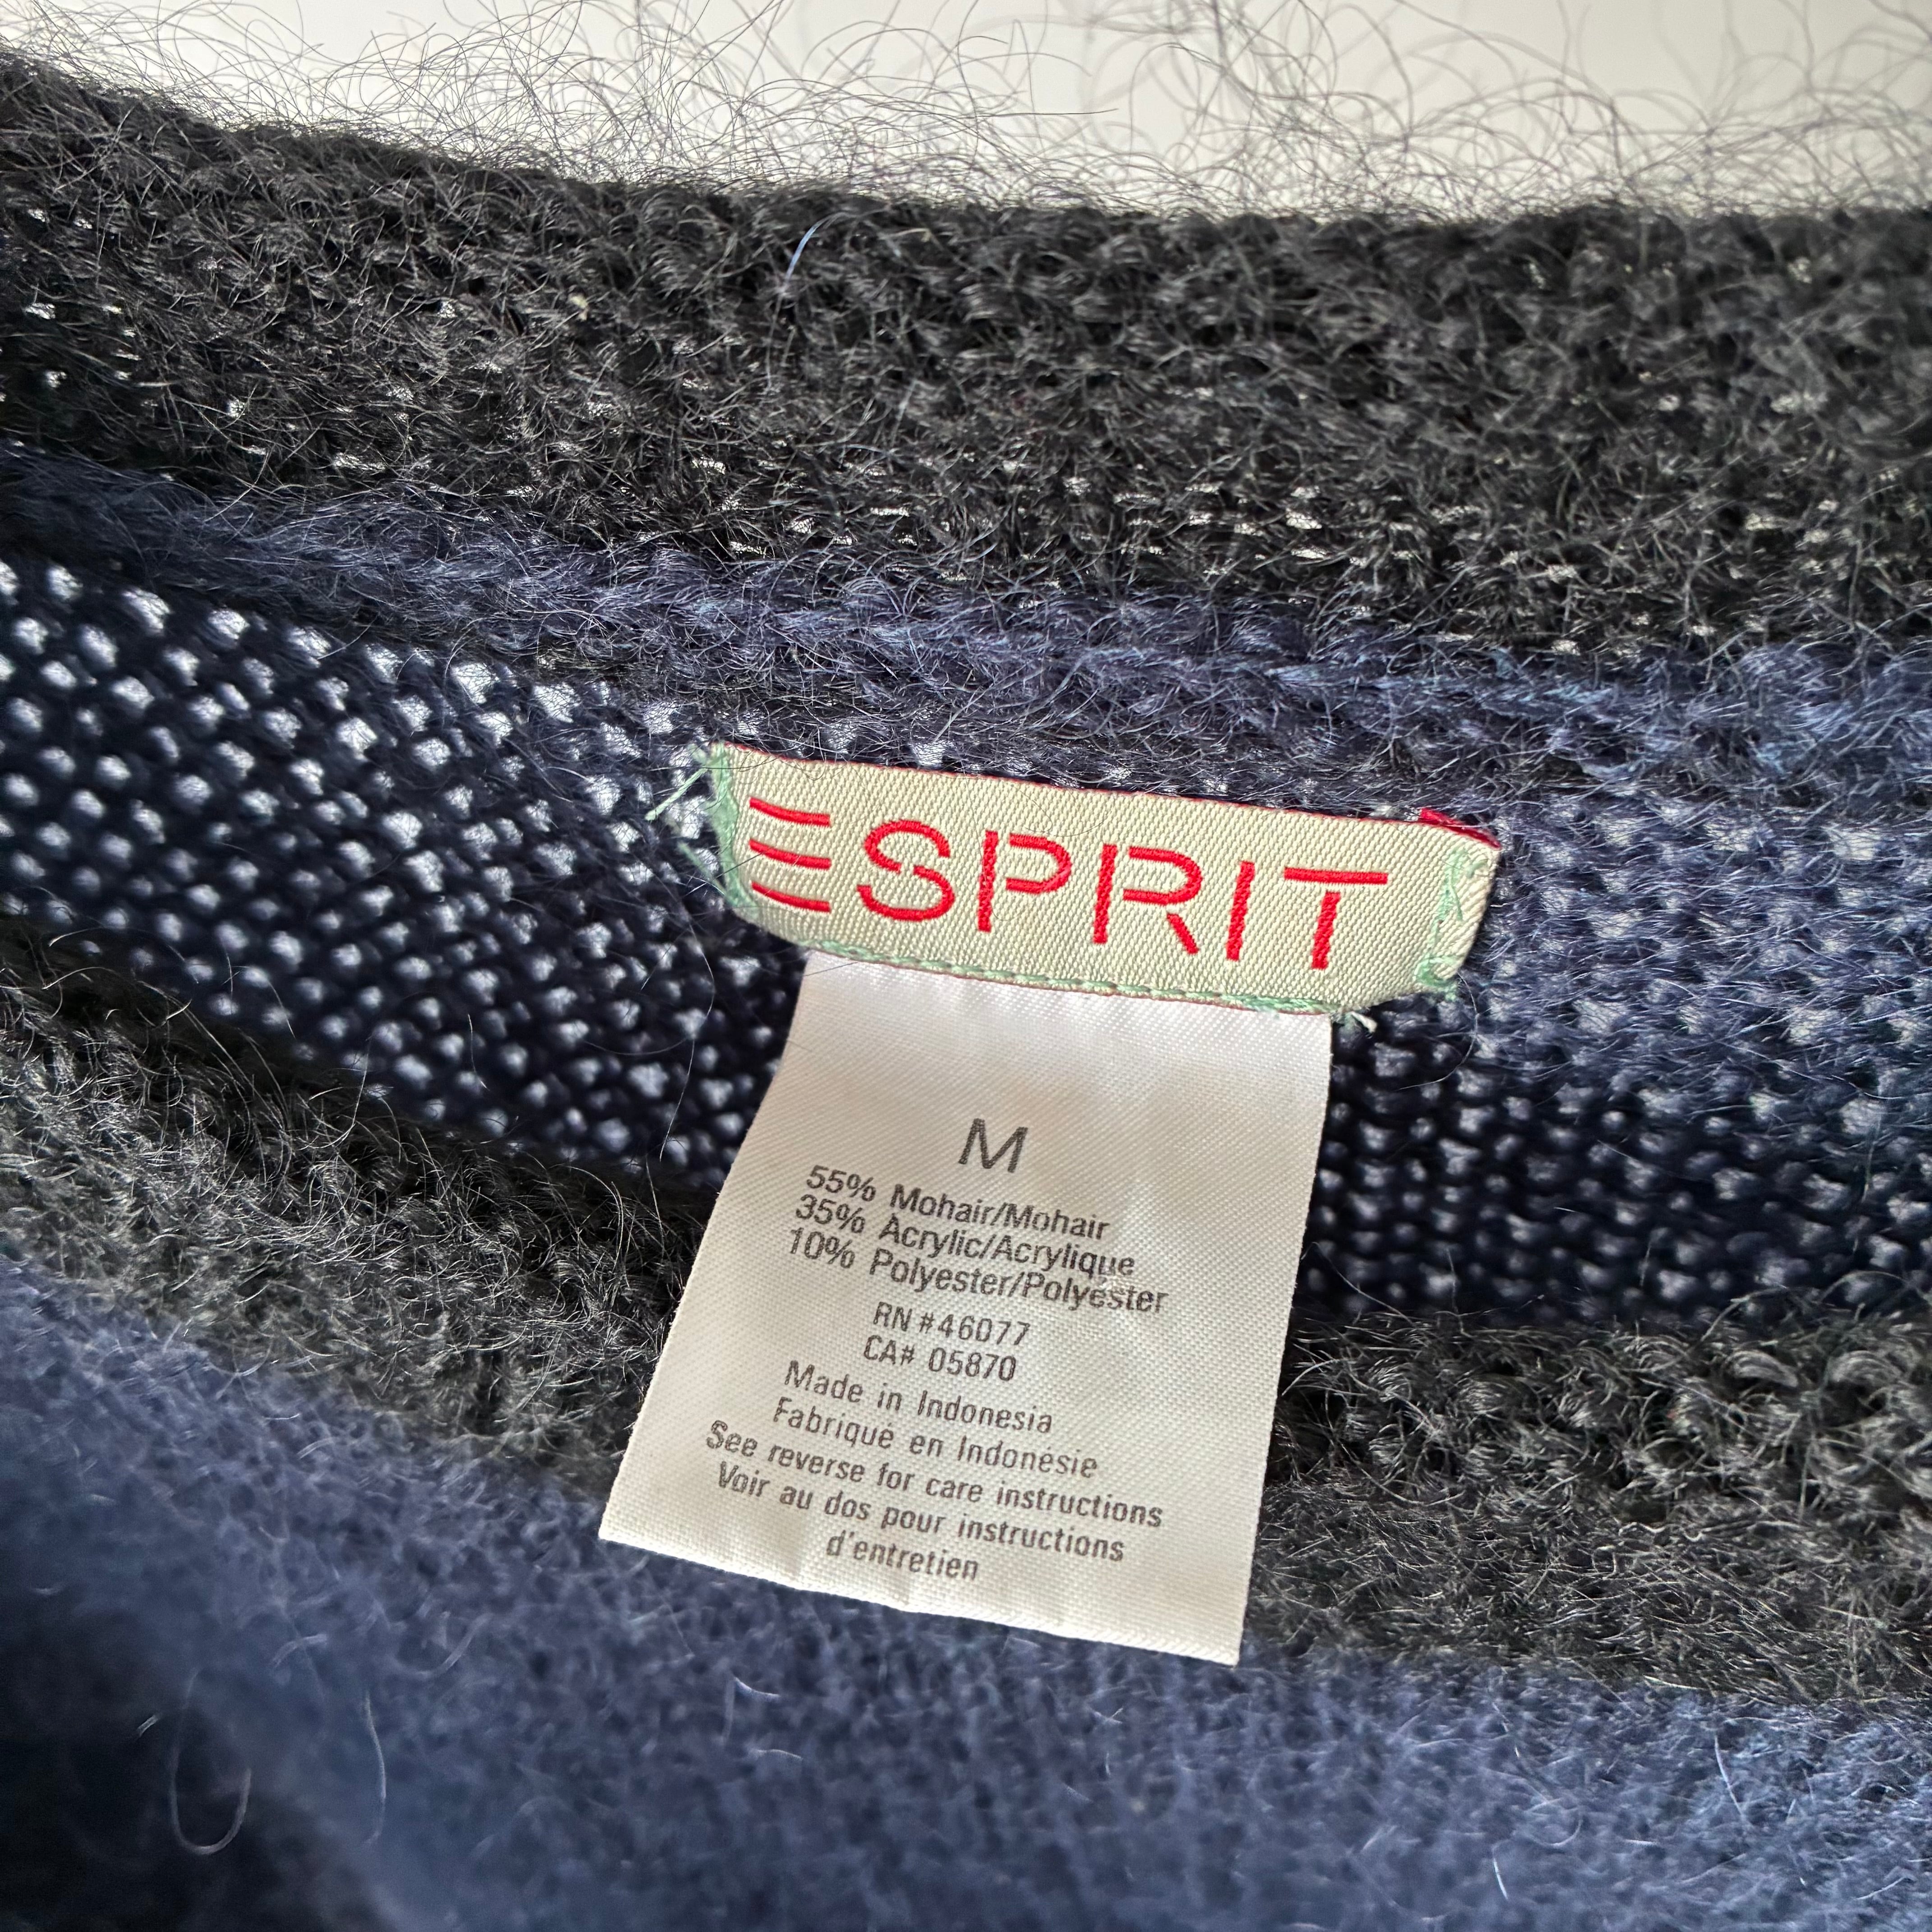 ESPRIT
M
55% Mohair/Mohair
35% Acrylic/Acrylique
10% Polyester/Polyester
RN #46077
CA# 05870
Made in Indonesia
Fabriqué en Indonésie
See reverse for care instructions
Voir au dos pour instructions
d'entretien